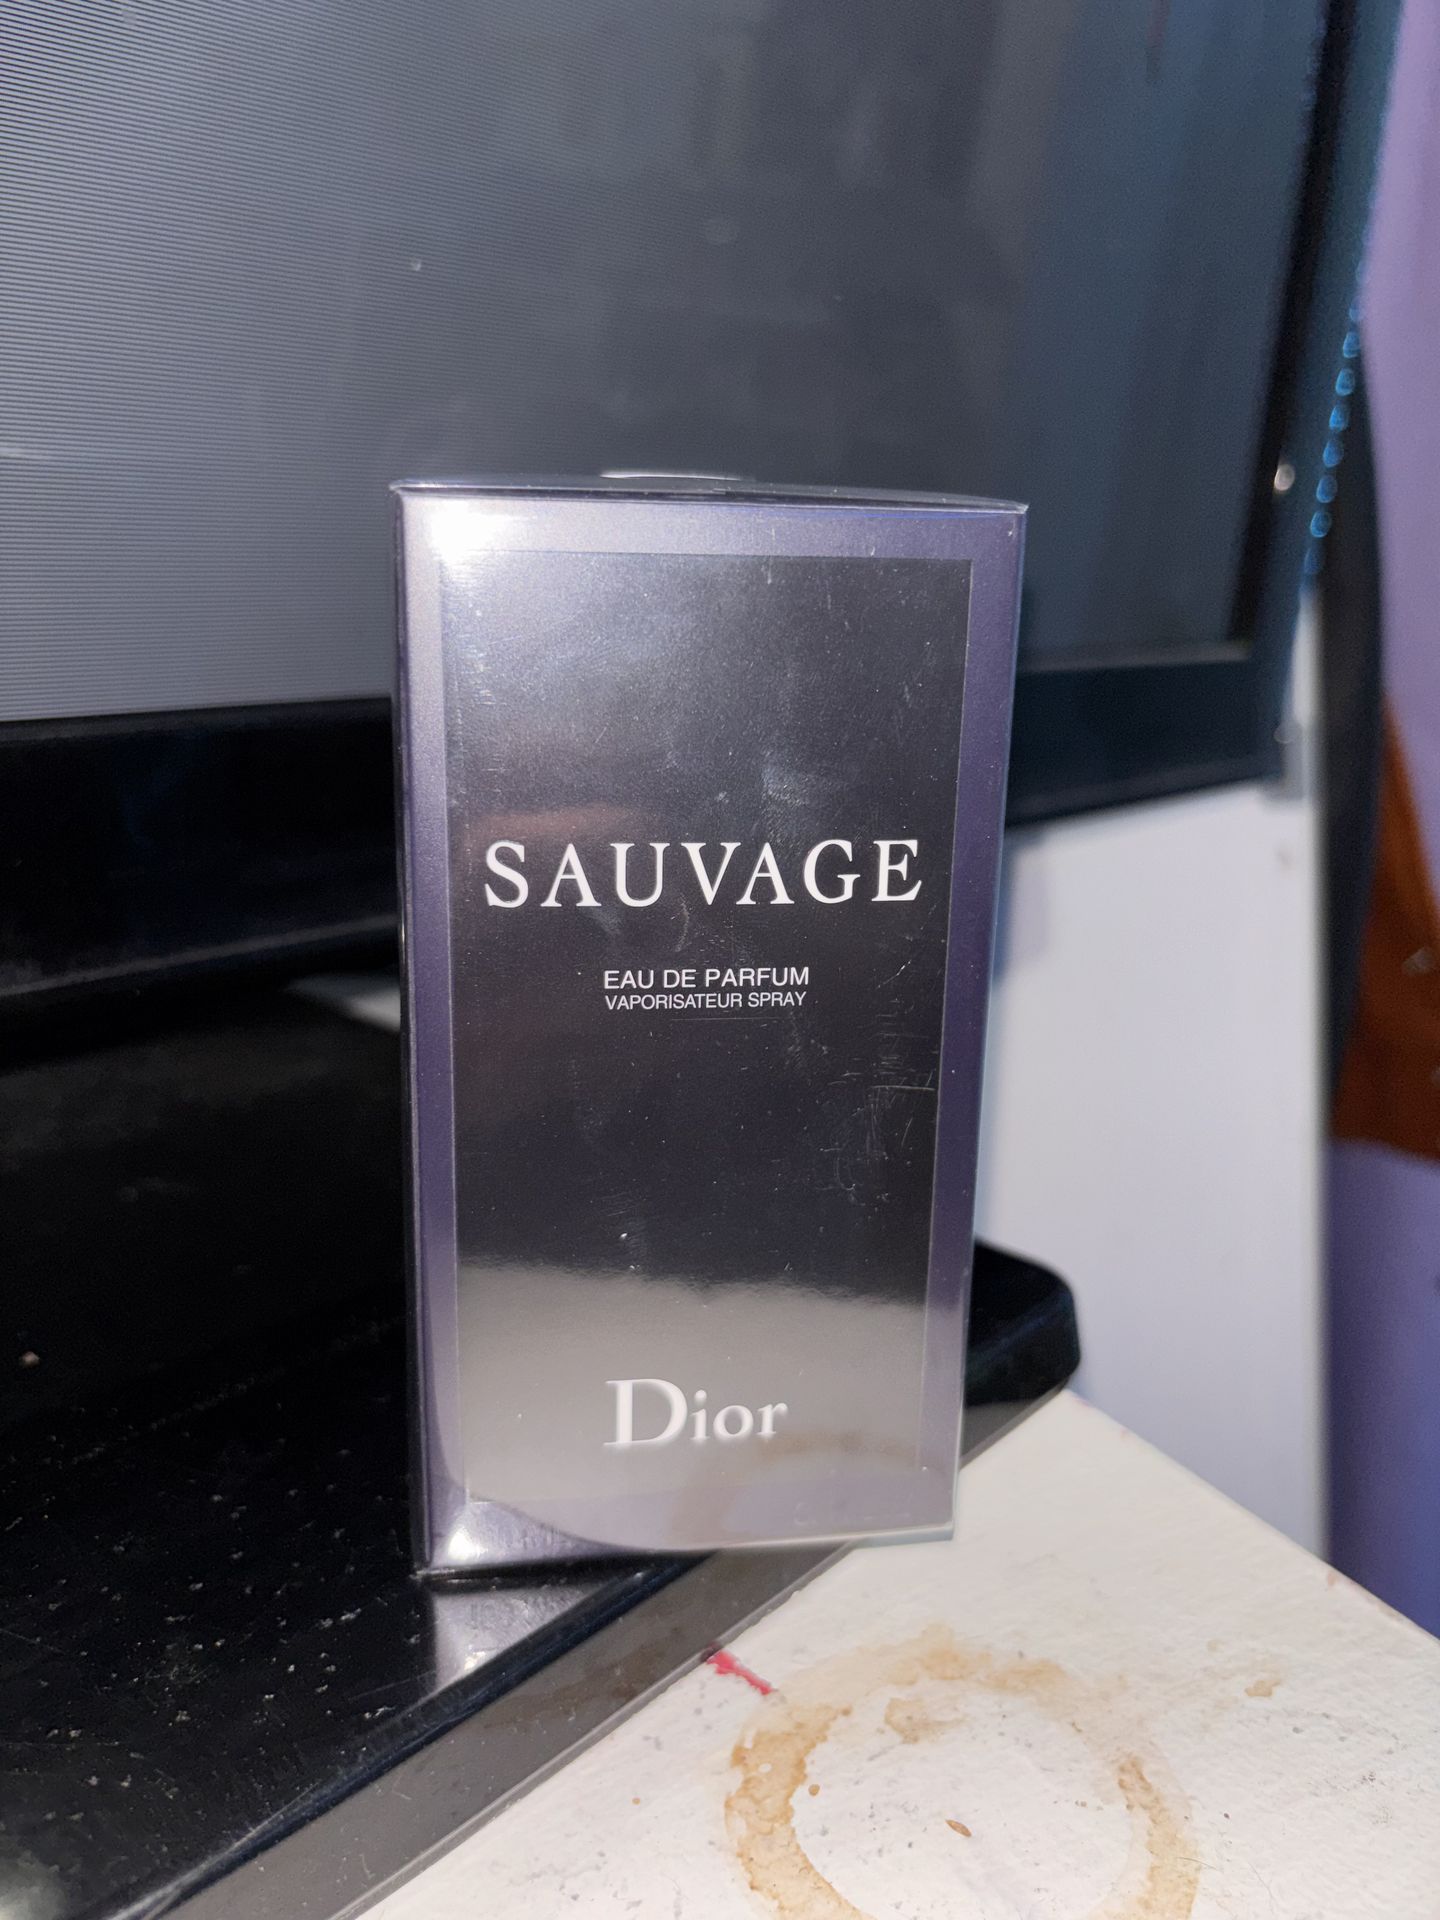 SAUVAGE
EAU DE PARFUM
VAPORISATEUR SPRAY
Dior